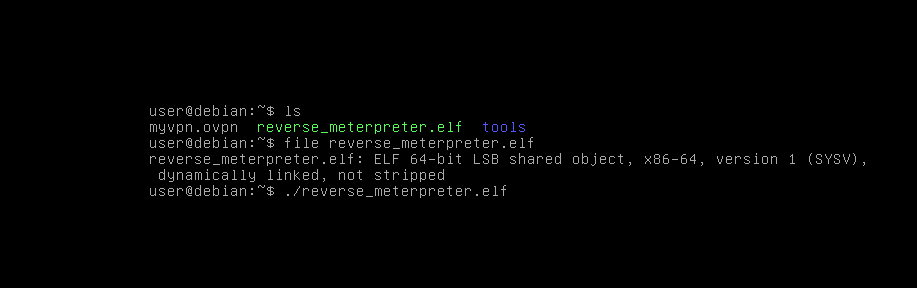 user@debian:~$ ls
myvpn.ovpn  reverse_meterpreter.elf  tools
user@debian:~$ file reverse_meterpreter.elf
reverse_meterpreter.elf: ELF 64-bit LSB shared object, x86-64, version 1 (SYSV),
 dynamically linked, not stripped
user@debian:~$ ./reverse_meterpreter.elf